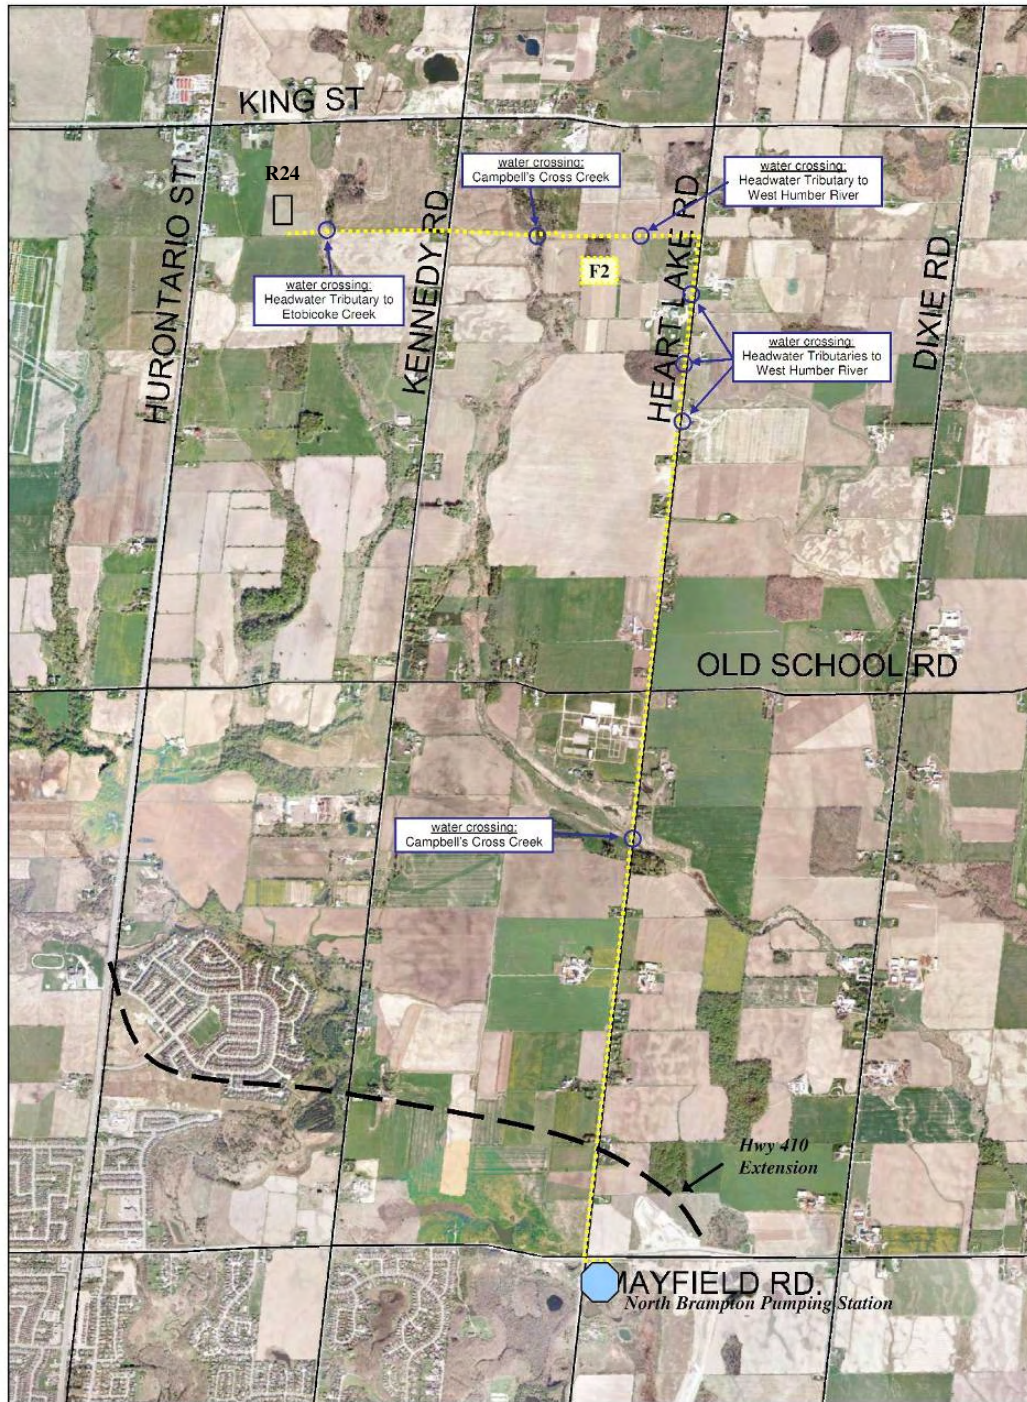 KING ST
R24
water crossing:
Campbell's Cross Creek
water crossing:
Headwater Tributary to
West Humber River
HURONTARIO ST
KENNEDY RD
HEART LAKE RD
DIXIE RD
F2
water crossing:
Headwater Tributary to
Etobicoke Creek
water crossing:
Headwater Tributaries to
West Humber River
OLD SCHOOL RD
water crossing:
Campbell's Cross Creek
Hwy 410
Extension
MAYFIELD RD.
North Brampton Pumping Station